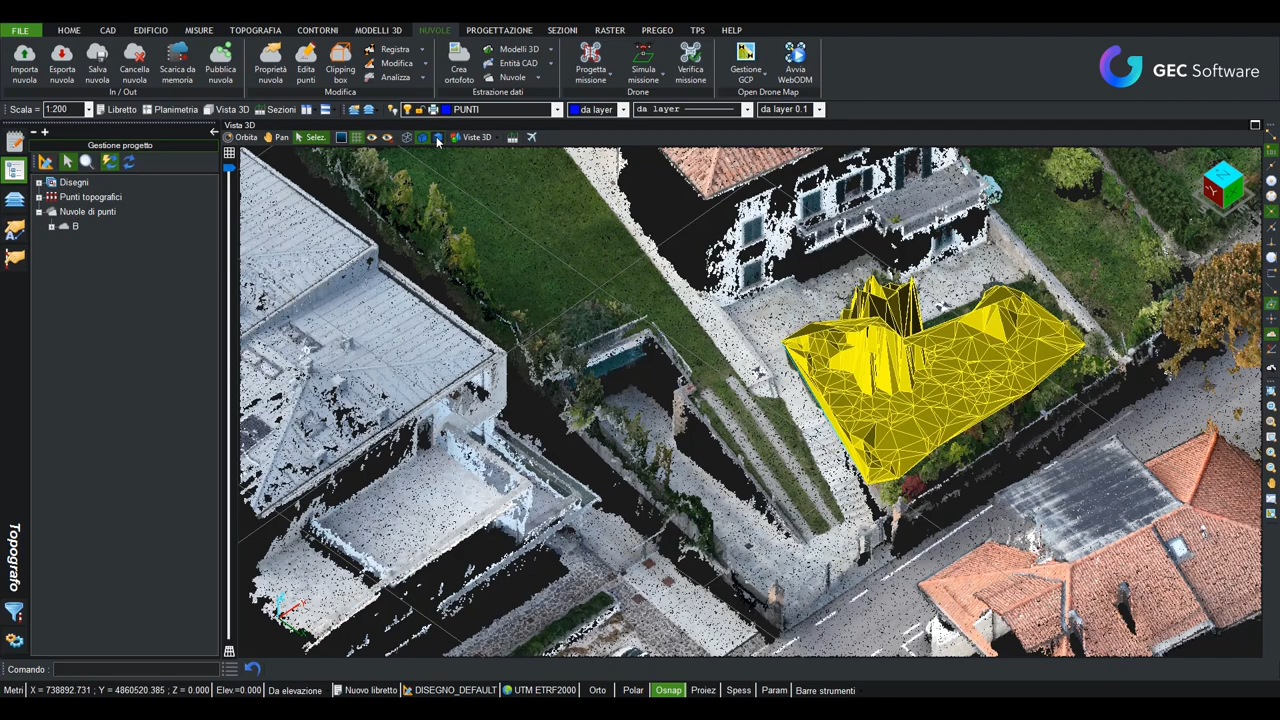 FILE HOME CAD EDIFICIO MISURE TOPOGRAFIA CONTORNI MODELLI 3D NUVOLE PROGETTAZIONE SEZIONI RASTER PREGEO TPS HELP
Importa nuvola Esporta nuvola Salva nuvola Cancella nuvola Scarica da memoria Pubblica nuvola
In / Out
Proprietà nuvola Edita punti Clipping box Registra Modifica Analizza
Modifica
Crea ortofoto Modelli 3D Entità CAD Nuvole
Estrazione dati
Progetta missione Simula missione Verifica missione
Drone
Gestione GCP Avvia WebODM
Open Drone Map
GEC Software
Scala = 1:200 Libretto Planimetria Vista 3D Sezioni PUNTI da layer da layer da layer 0.1
Vista 3D
Orbita Pan Selez. Viste 3D
Gestione progetto
Disegni
Punti topografici
Nuvole di punti
B
-Y
Topografo
Comando :
Metri X = 738892.731 ; Y = 4860520.385 ; Z = 0.000 Elev.=0.000 Da elevazione Nuovo libretto DISEGNO_DEFAULT UTM ETRF2000 Orto Polar Osnap Proiez Spess Param Barre strumenti